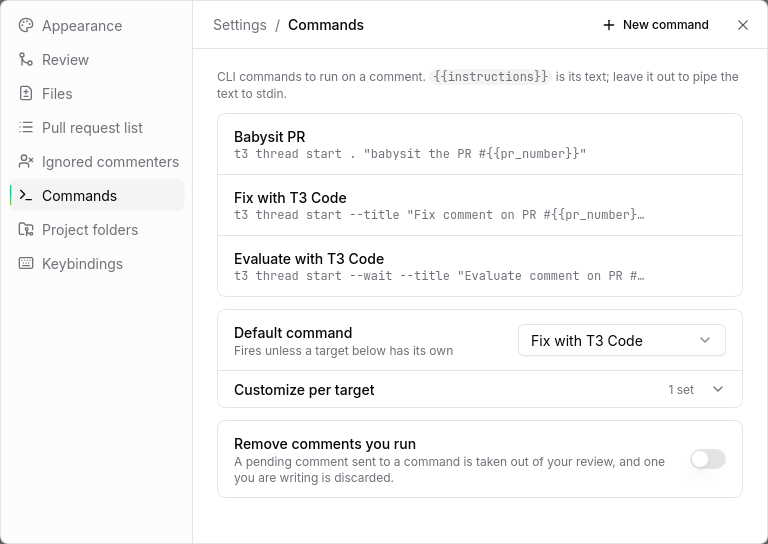 Appearance
Review
Files
Pull request list
Ignored commenters
Commands
Project folders
Keybindings
Settings / Commands
New command
CLI commands to run on a comment. {{instructions}} is its text; leave it out to pipe the
text to stdin.
Babysit PR
t3 thread start . "babysit the PR #{{pr_number}}"
Fix with T3 Code
t3 thread start --title "Fix comment on PR #{{pr_number}…
Evaluate with T3 Code
t3 thread start --wait --title "Evaluate comment on PR #…
Default command
Fires unless a target below has its own
Fix with T3 Code
Customize per target
1 set
Remove comments you run
A pending comment sent to a command is taken out of your review, and one
you are writing is discarded.